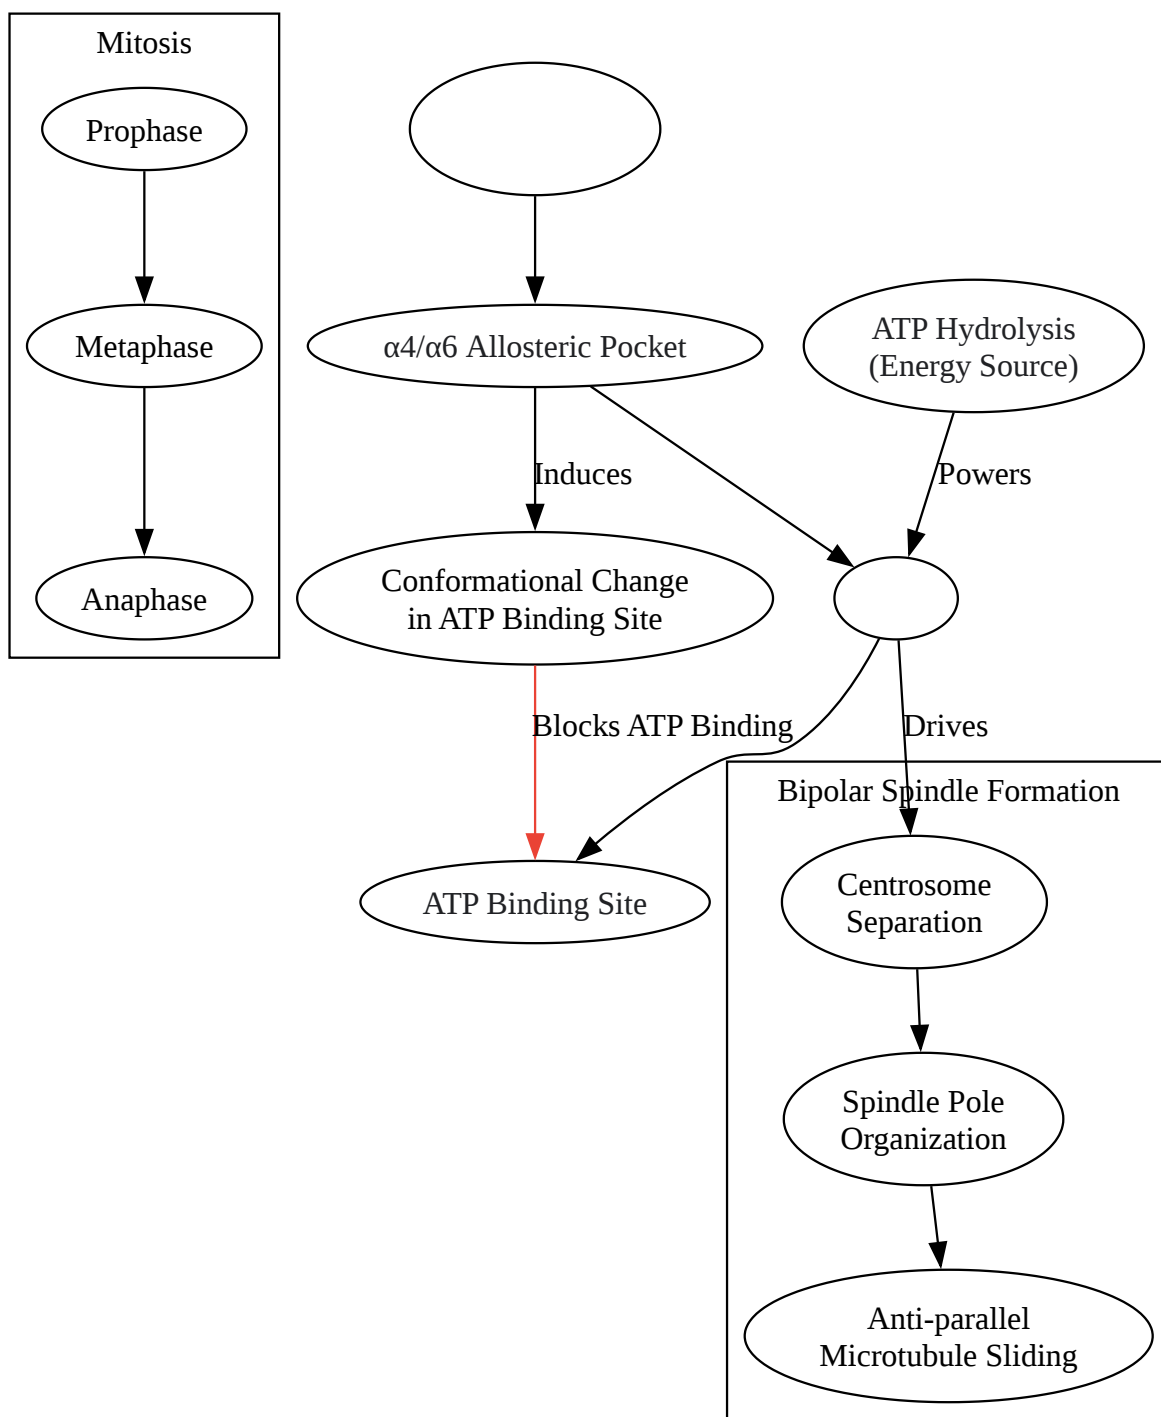 Mitosis
Prophase
Metaphase
Anaphase
α4/α6 Allosteric Pocket
ATP Hydrolysis
(Energy Source)
Induces
Powers
Conformational Change
in ATP Binding Site
Blocks ATP Binding
Drives
ATP Binding Site
Bipolar Spindle Formation
Centrosome
Separation
Spindle Pole
Organization
Anti-parallel
Microtubule Sliding